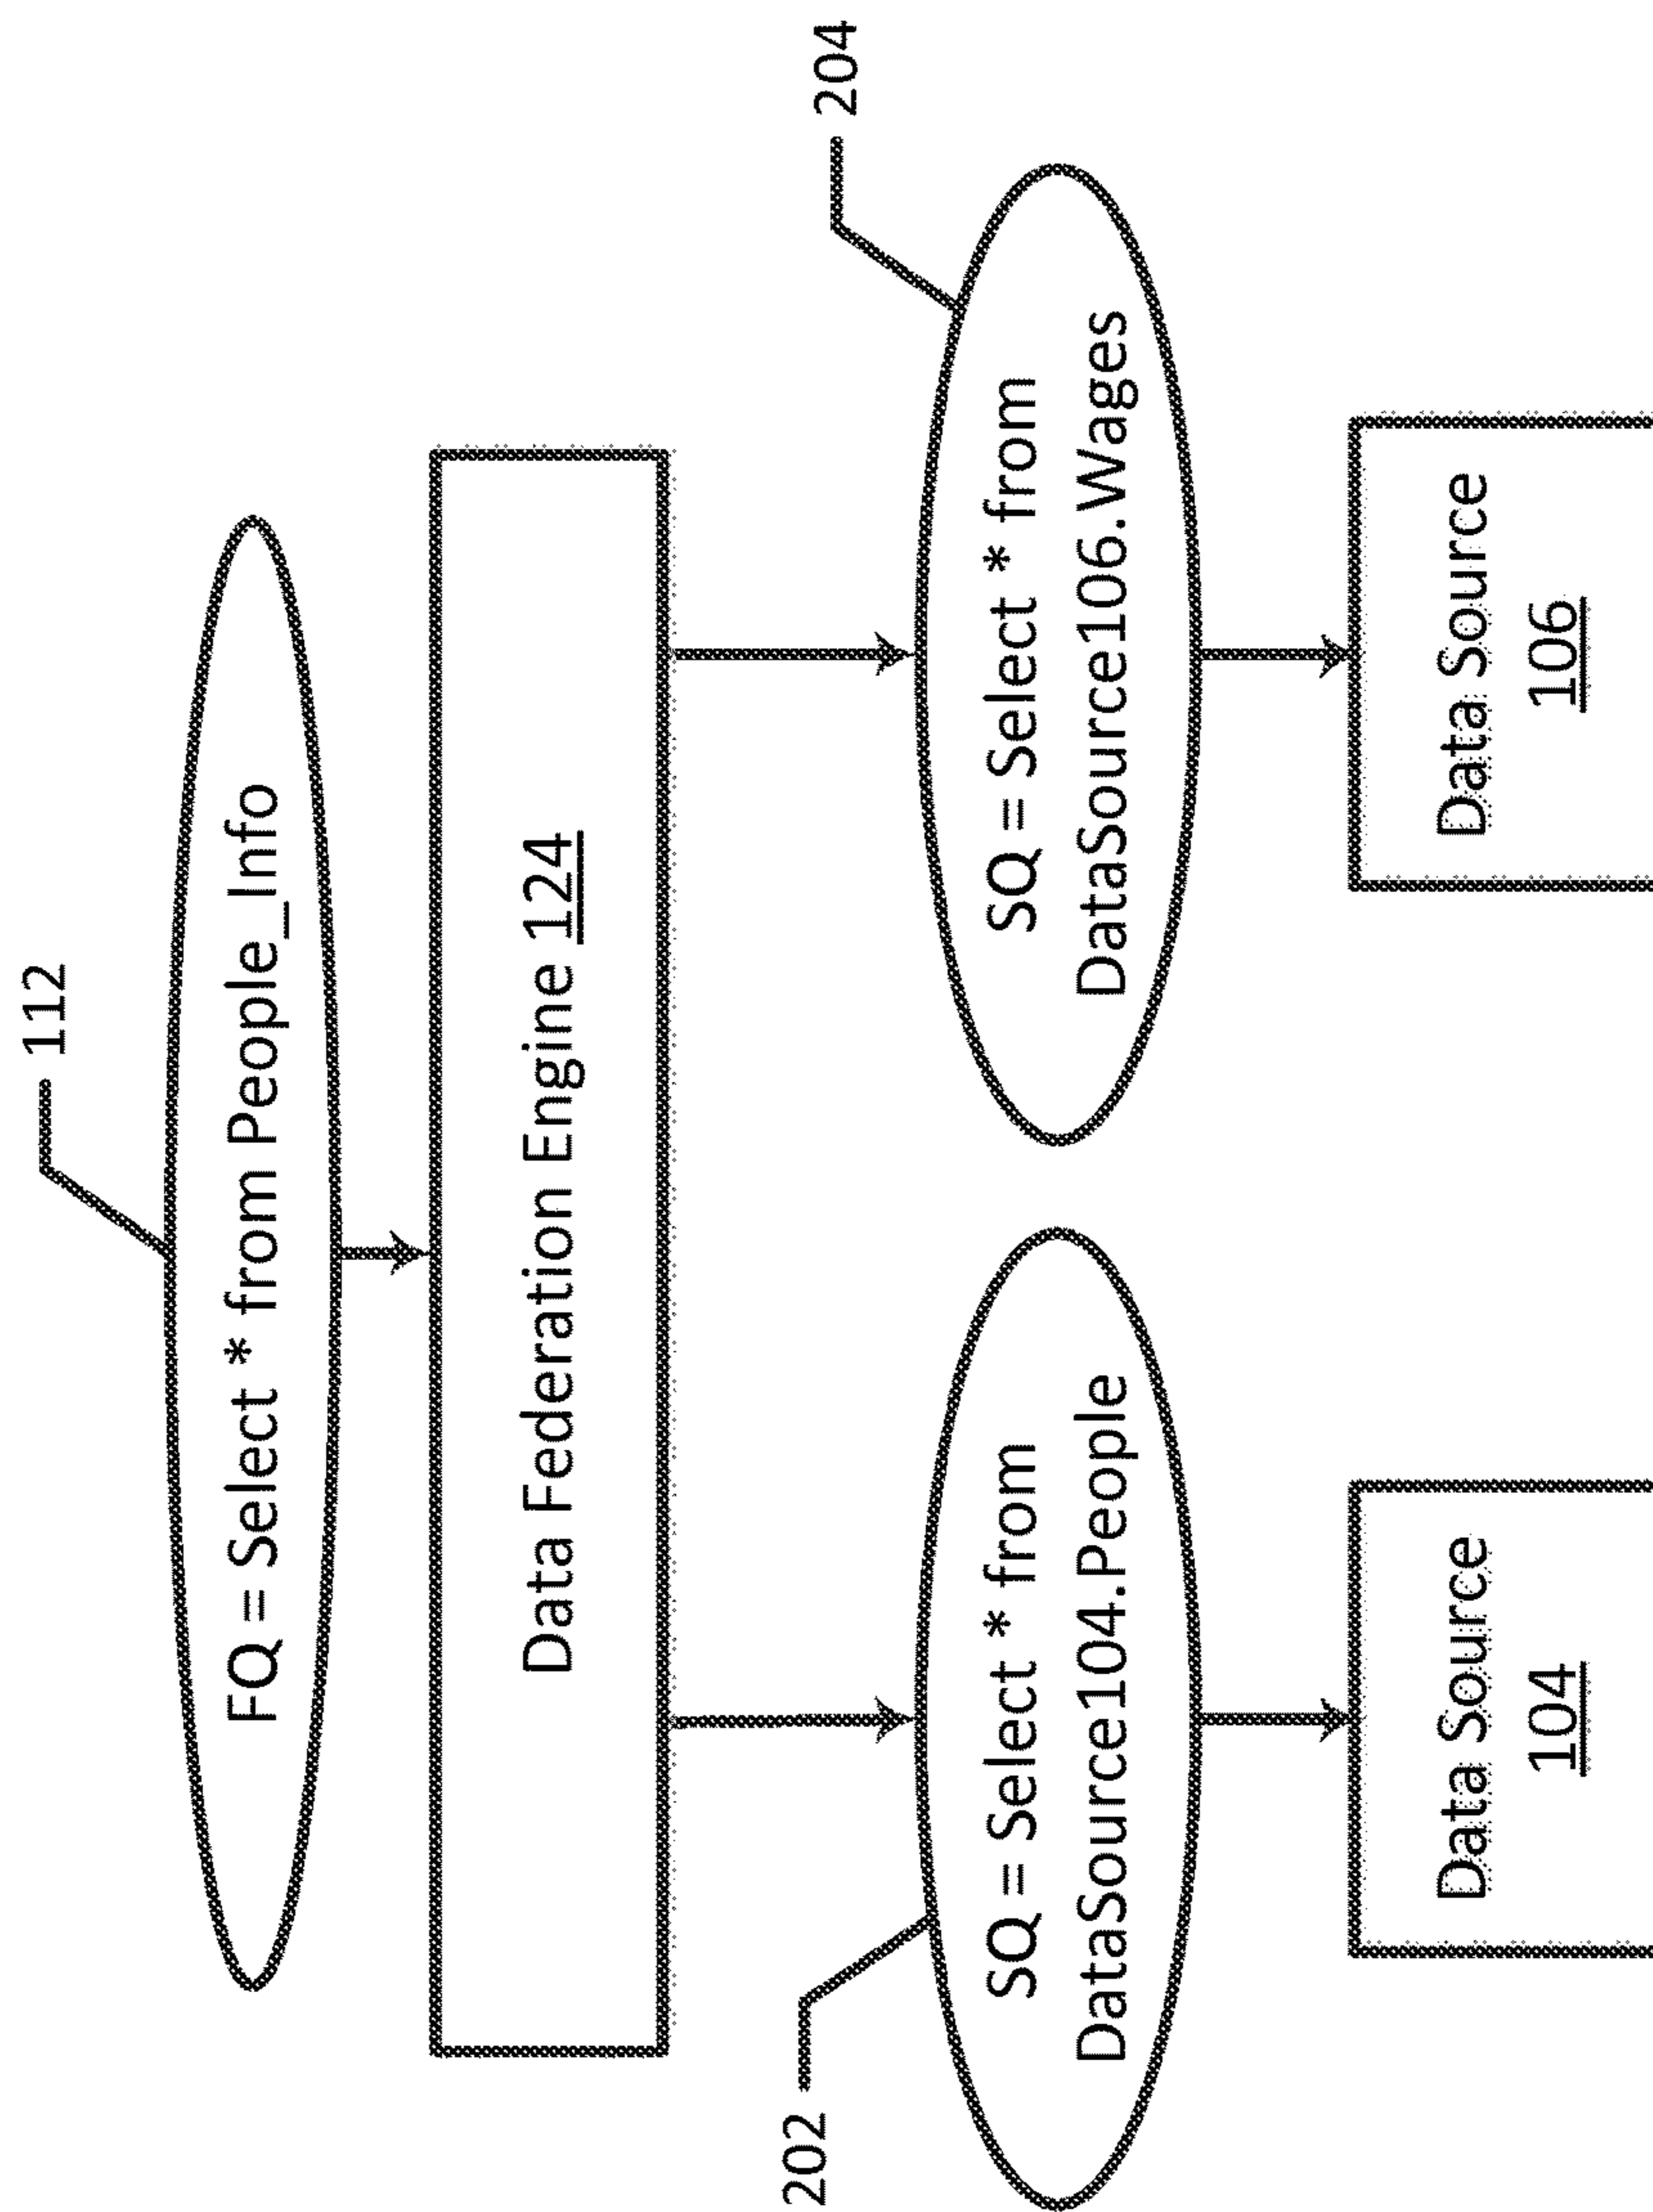 112
FQ = Select * from People_Info
Data Federation Engine 124
202
204
SQ = Select * from
DataSource104.People
SQ = Select * from
DataSource106.Wages
Data Source
104
Data Source
106